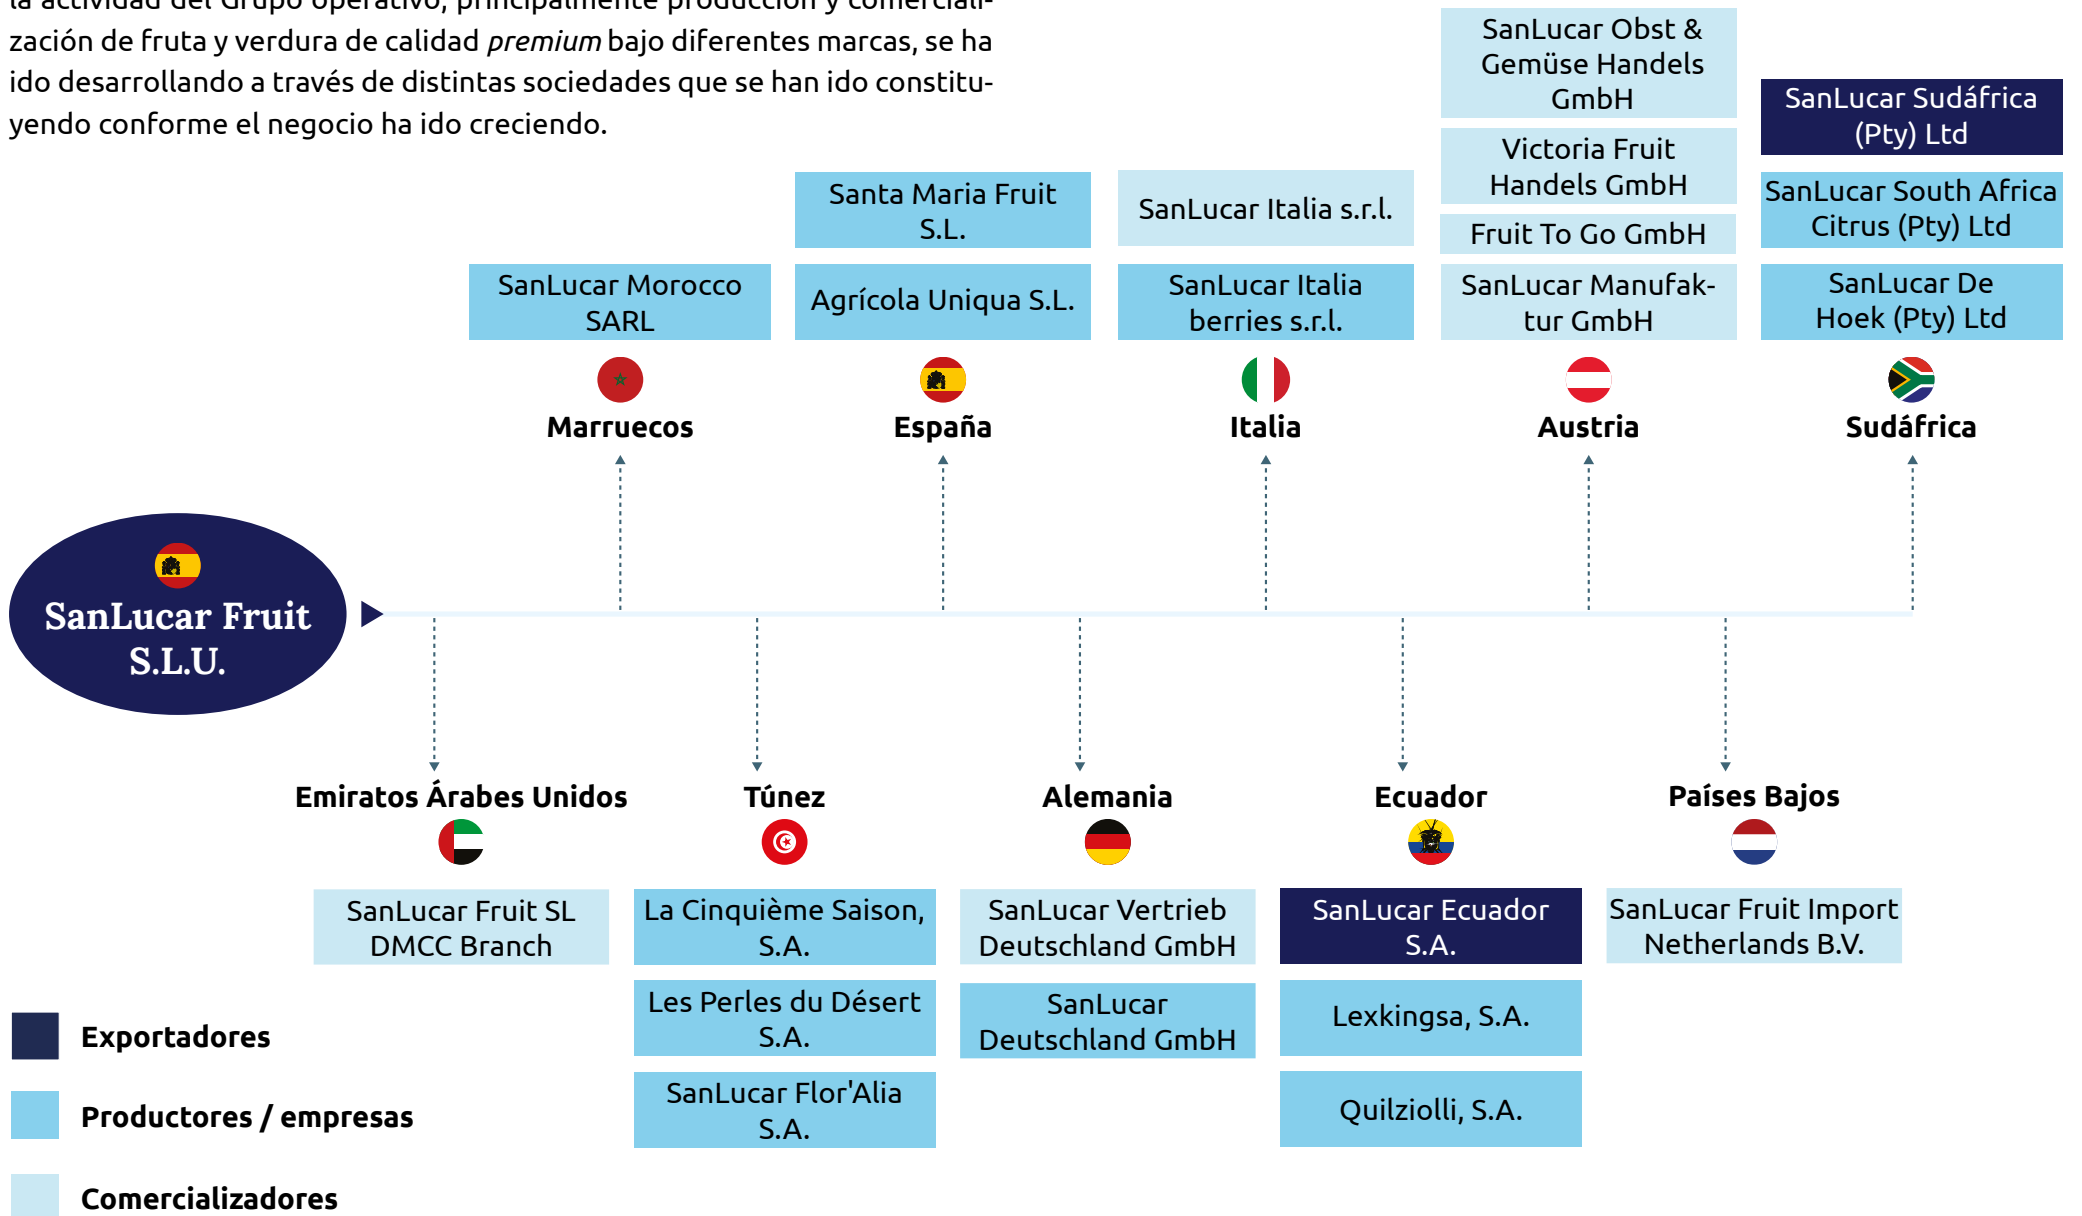 la actividad del Grupo operativo, principalmente producción y comerciali-
zación de fruta y verdura de calidad premium bajo diferentes marcas, se ha
ido desarrollando a través de distintas sociedades que se han ido constitu-
yendo conforme el negocio ha ido creciendo.
SanLucar Morocco
SARL
Marruecos
Santa Maria Fruit
S.L.
Agrícola Uniqua S.L.
España
SanLucar Italia s.r.l.
SanLucar Italia
berries s.r.l.
Italia
SanLucar Obst &
Gemüse Handels
GmbH
Victoria Fruit
Handels GmbH
Fruit To Go GmbH
SanLucar Manufak-
tur GmbH
Austria
SanLucar Sudáfrica
(Pty) Ltd
SanLucar South Africa
Citrus (Pty) Ltd
SanLucar De
Hoek (Pty) Ltd
Sudáfrica
SanLucar Fruit
S.L.U.
Emiratos Árabes Unidos
SanLucar Fruit SL
DMCC Branch
Túnez
La Cinquième Saison,
S.A.
Les Perles du Désert
S.A.
SanLucar Flor'Alia
S.A.
Alemania
SanLucar Vertrieb
Deutschland GmbH
SanLucar
Deutschland GmbH
Ecuador
SanLucar Ecuador
S.A.
Lexkingsa, S.A.
Quilziolli, S.A.
Países Bajos
SanLucar Fruit Import
Netherlands B.V.
Exportadores
Productores / empresas
Comercializadores